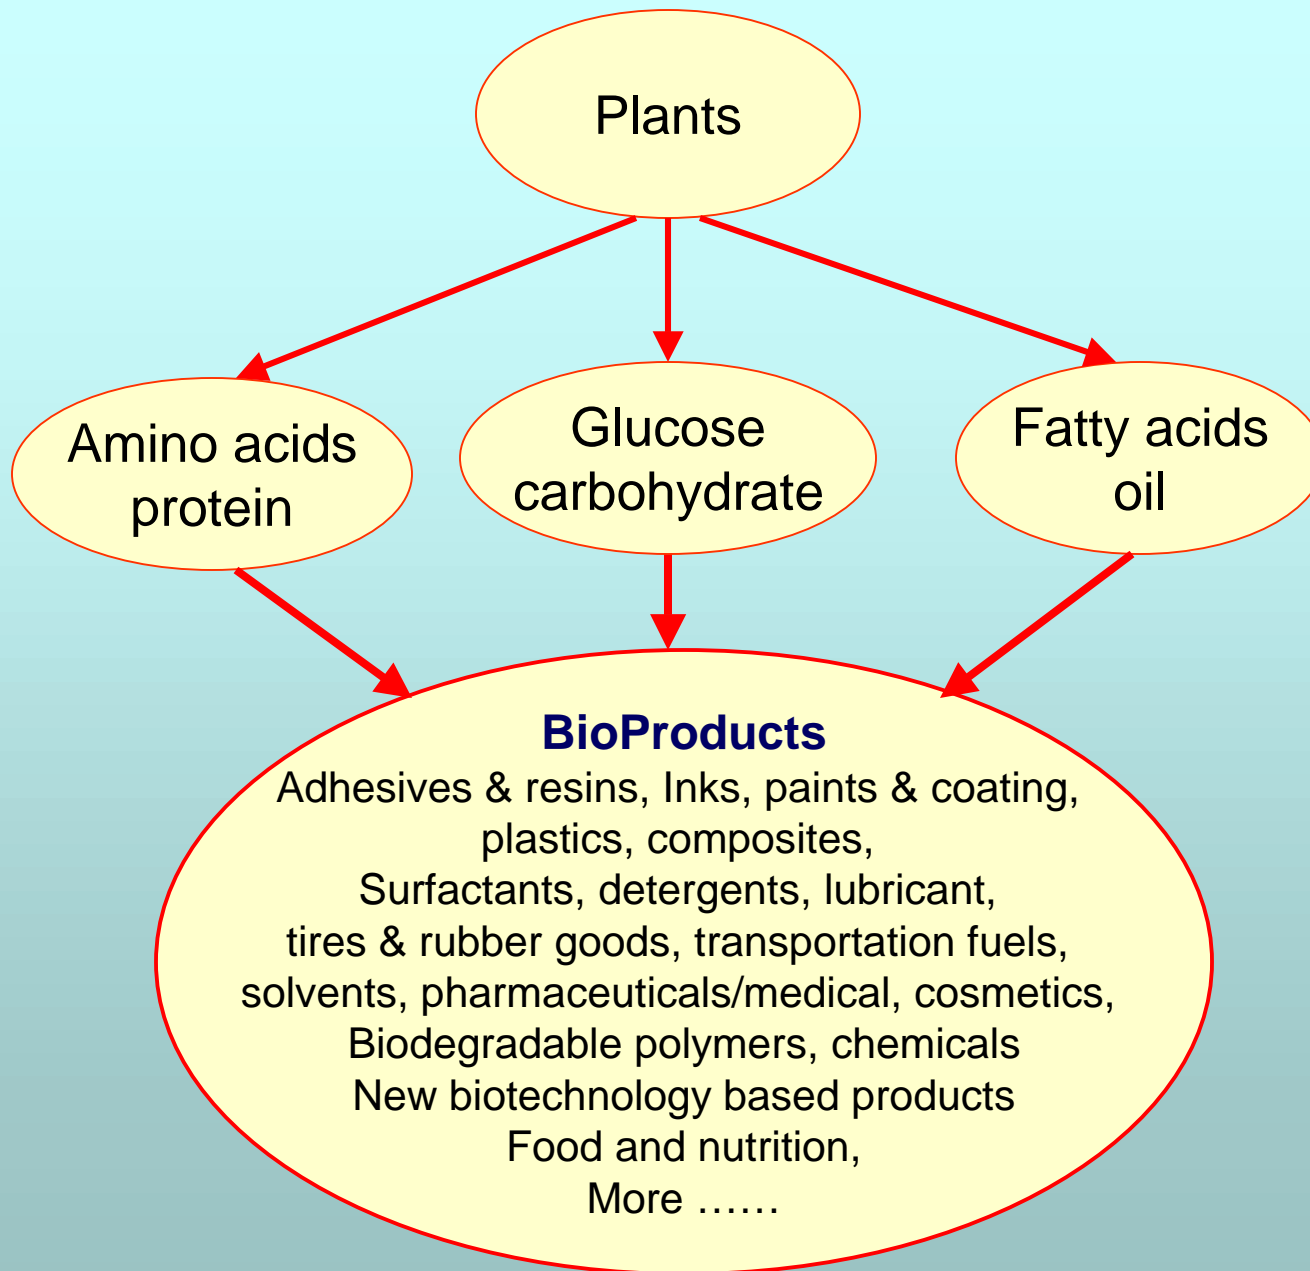 Plants
Amino acids
protein
Glucose
carbohydrate
Fatty acids
oil
BioProducts
Adhesives & resins, Inks, paints & coating,
plastics, composites,
Surfactants, detergents, lubricant,
tires & rubber goods, transportation fuels,
solvents, pharmaceuticals/medical, cosmetics,
Biodegradable polymers, chemicals
New biotechnology based products
Food and nutrition,
More ……